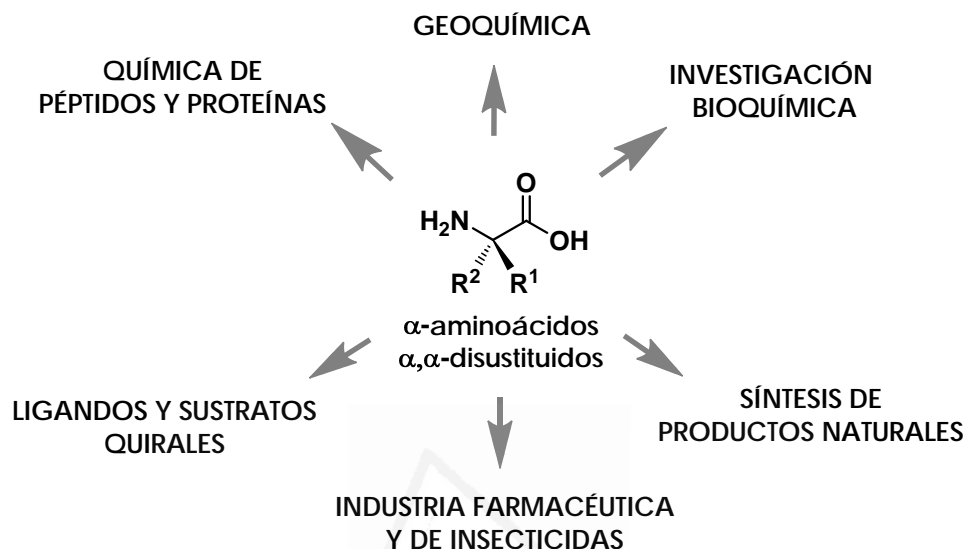 GEOQUÍMICA
QUÍMICA DE
PÉPTIDOS Y PROTEÍNAS
INVESTIGACIÓN
BIOQUÍMICA
O
H₂N
OH
R² R¹
α-aminoácidos
α,α-disustituidos
LIGANDOS Y SUSTRATOS
QUIRALES
SÍNTESIS DE
PRODUCTOS NATURALES
INDUSTRIA FARMACÉUTICA
Y DE INSECTICIDAS